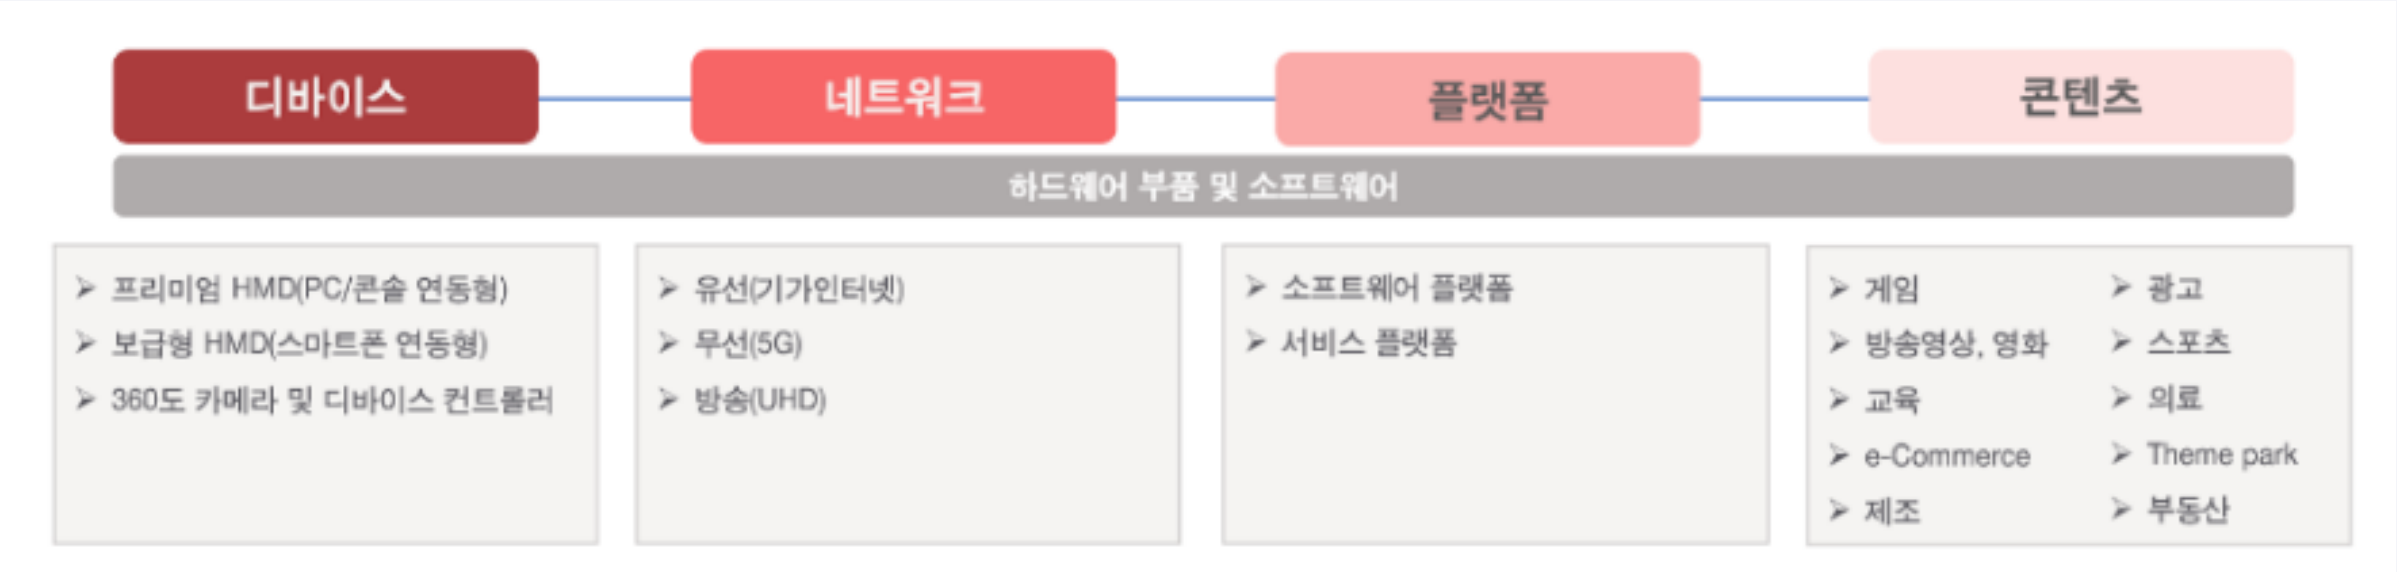 디바이스
네트워크
플랫폼
콘텐츠
하드웨어 부품 및 소프트웨어
➤ 프리미엄 HMD(PC/콘솔 연동형)
➤ 보급형 HMD(스마트폰 연동형)
➤ 360도 카메라 및 디바이스 컨트롤러
➤ 유선(기가인터넷)
➤ 무선(5G)
➤ 방송(UHD)
➤ 소프트웨어 플랫폼
➤ 서비스 플랫폼
➤ 게임
➤ 방송영상, 영화
➤ 교육
➤ e-Commerce
➤ 제조
➤ 광고
➤ 스포츠
➤ 의료
➤ Theme park
➤ 부동산